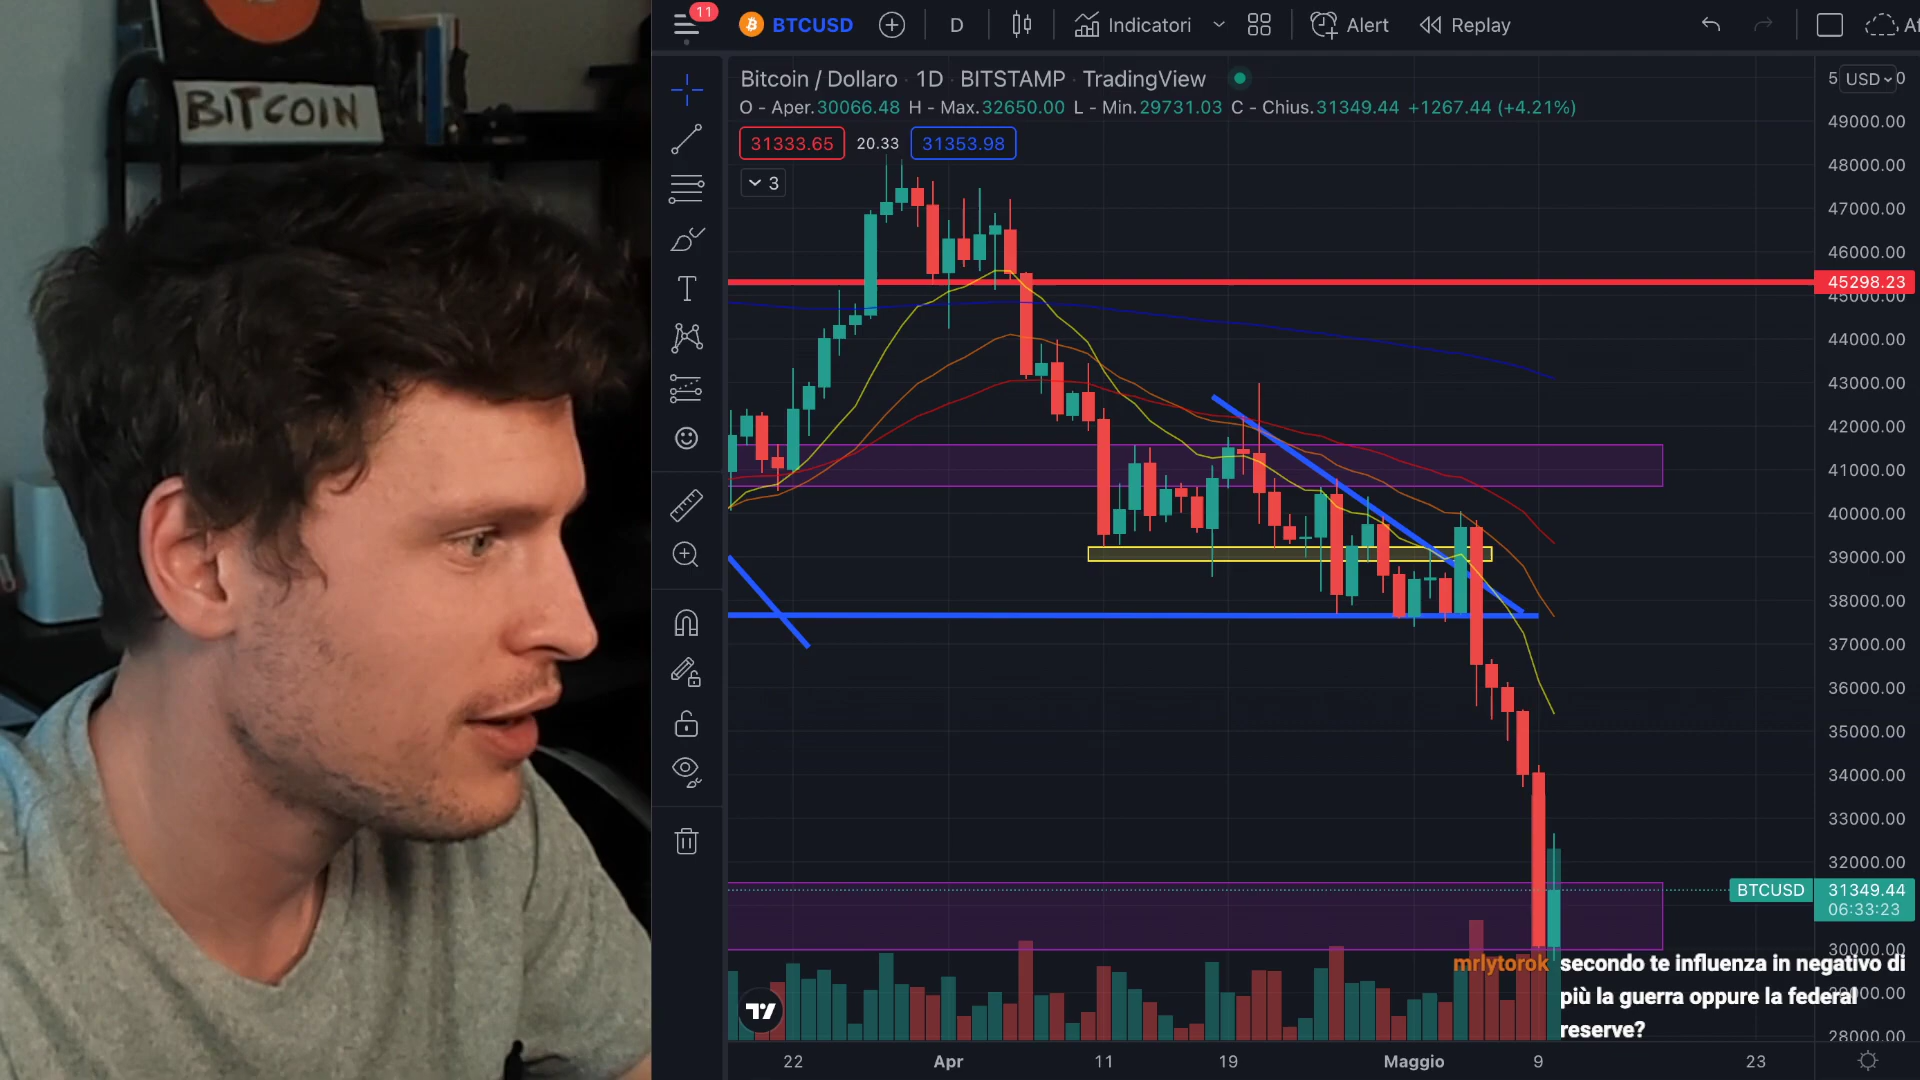 11
BTCUSD
D
Indicatori
Alert
Replay
BITCOIN
Bitcoin / Dollaro · 1D · BITSTAMP · TradingView
USD
O - Aper.30066.48 H - Max.32650.00 L - Min.29731.03 C - Chius.31349.44 +1267.44 (+4.21%)
31333.65 20.33 31353.98
3
49000.00
48000.00
47000.00
46000.00
45298.23
45000.00
44000.00
43000.00
42000.00
41000.00
40000.00
39000.00
38000.00
37000.00
36000.00
35000.00
34000.00
33000.00
32000.00
BTCUSD 31349.44
06:33:23
30000.00
mrlytorok secondo te influenza in negativo di
più la guerra oppure la federal
reserve?
28000.00
22 Apr 11 19 Maggio 9 23